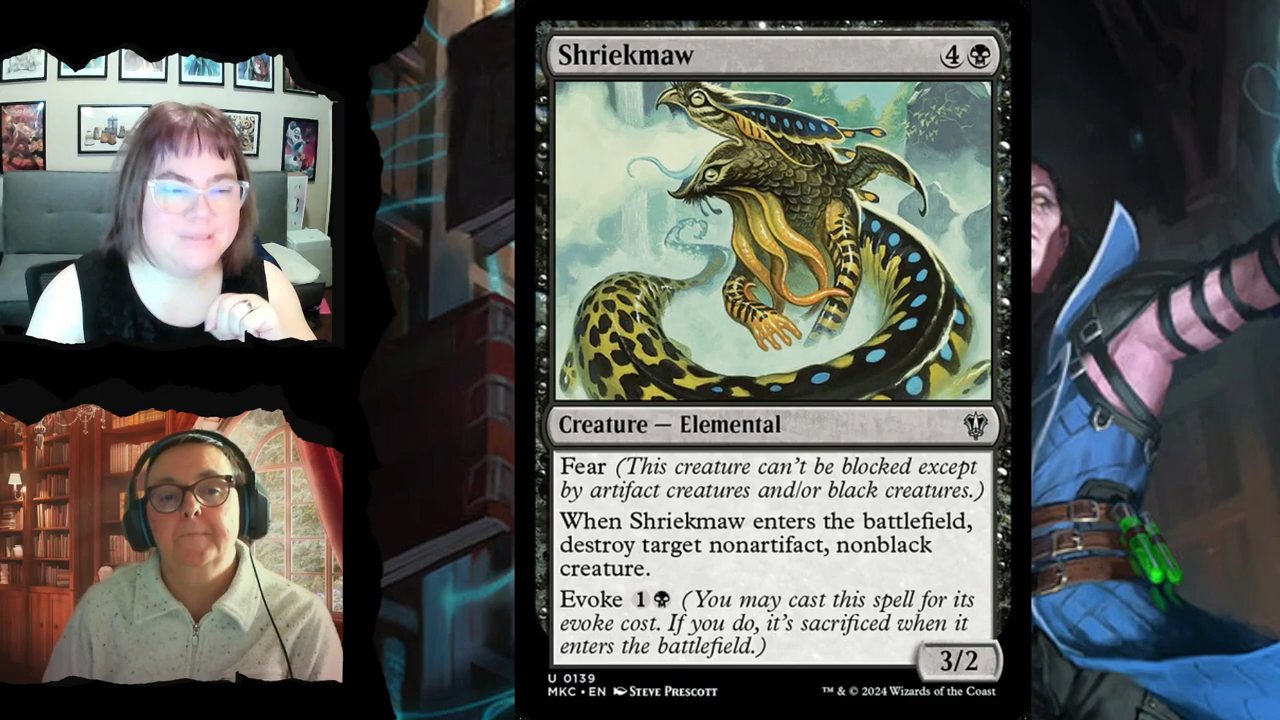 Shriekmaw 4
Creature — Elemental
Fear (This creature can't be blocked except
by artifact creatures and/or black creatures.)
When Shriekmaw enters the battlefield,
destroy target nonartifact, nonblack
creature.
Evoke 1 (You may cast this spell for its
evoke cost. If you do, it's sacrificed when it
enters the battlefield.)
3/2
U 0139
MKC • EN Steve Prescott
™ & © 2024 Wizards of the Coast